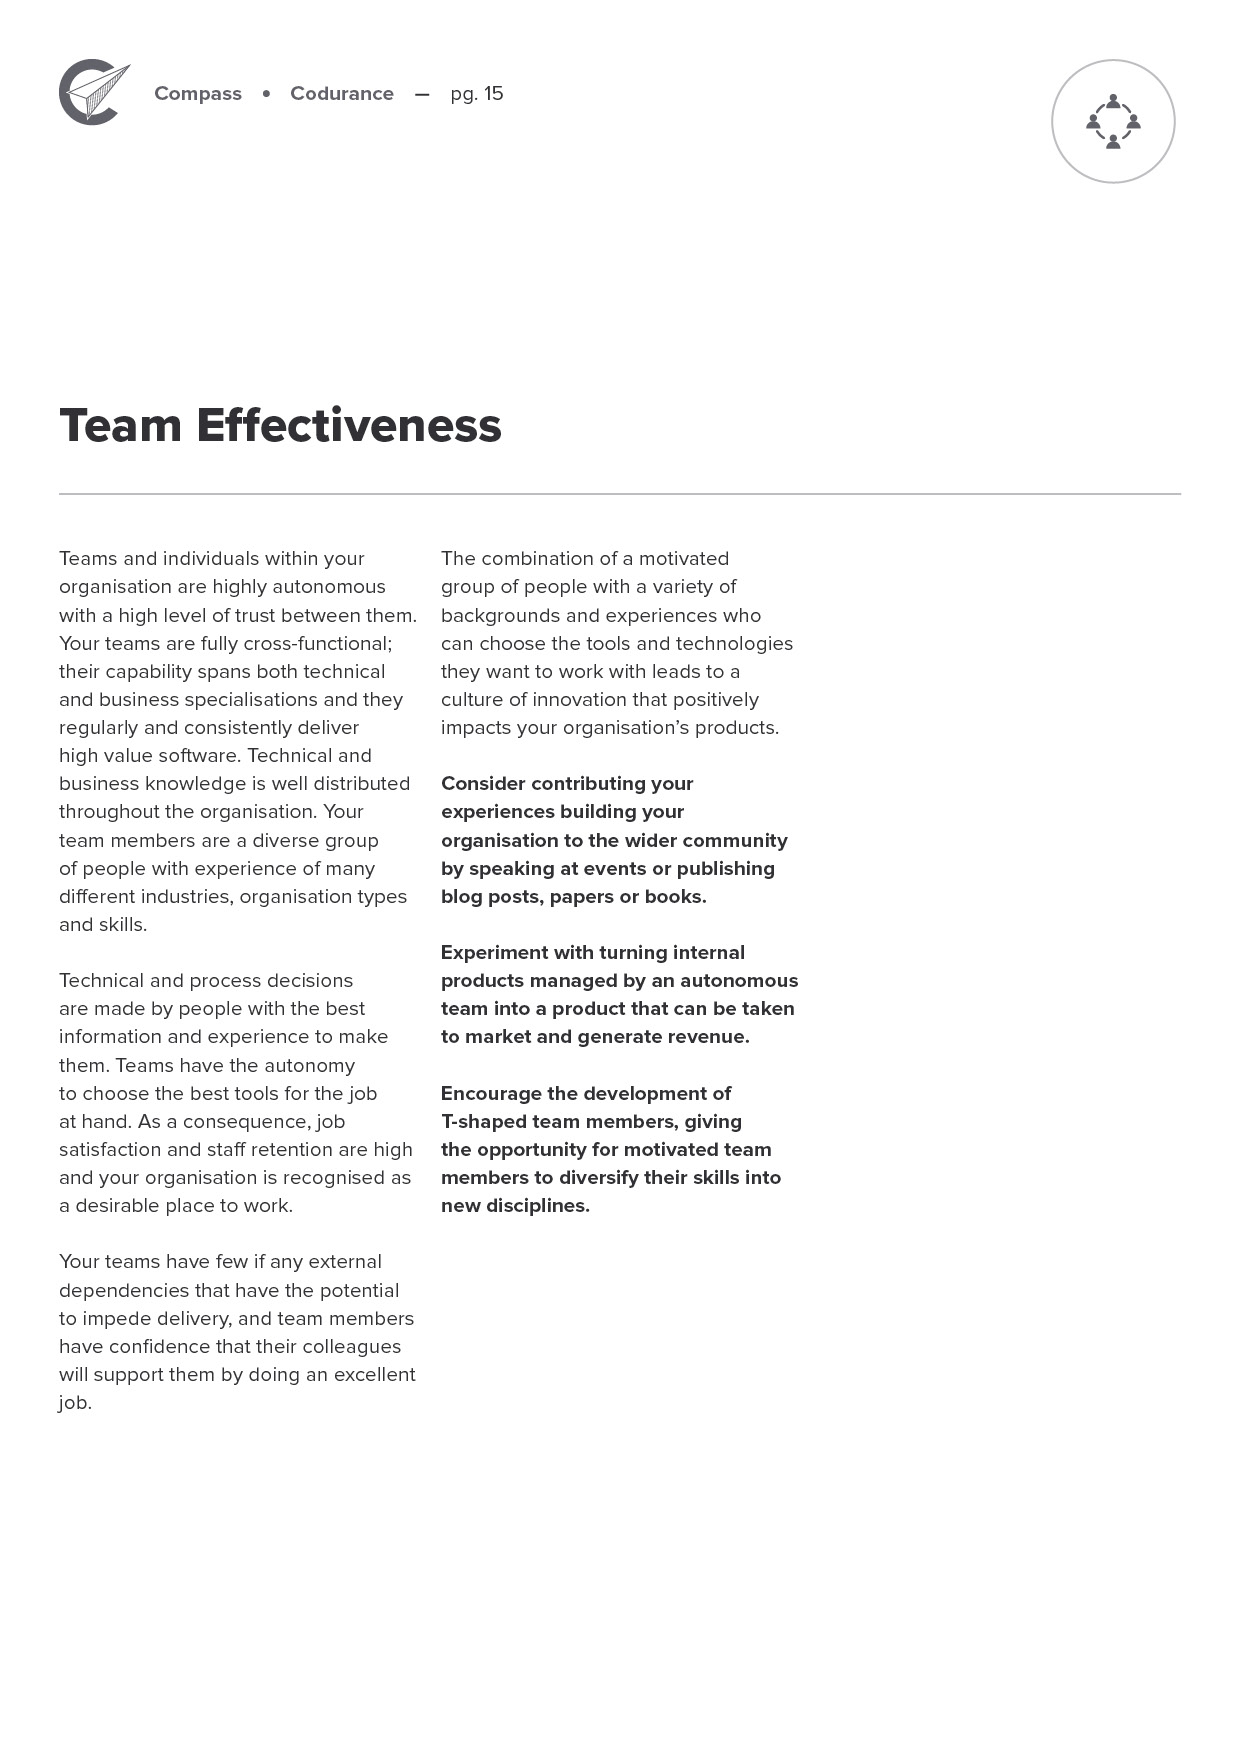 Compass • Codurance — pg. 15
Team Effectiveness
Teams and individuals within your
organisation are highly autonomous
with a high level of trust between them.
Your teams are fully cross-functional;
their capability spans both technical
and business specialisations and they
regularly and consistently deliver
high value software. Technical and
business knowledge is well distributed
throughout the organisation. Your
team members are a diverse group
of people with experience of many
different industries, organisation types
and skills.
Technical and process decisions
are made by people with the best
information and experience to make
them. Teams have the autonomy
to choose the best tools for the job
at hand. As a consequence, job
satisfaction and staff retention are high
and your organisation is recognised as
a desirable place to work.
Your teams have few if any external
dependencies that have the potential
to impede delivery, and team members
have confidence that their colleagues
will support them by doing an excellent
job.
The combination of a motivated
group of people with a variety of
backgrounds and experiences who
can choose the tools and technologies
they want to work with leads to a
culture of innovation that positively
impacts your organisation’s products.
Consider contributing your
experiences building your
organisation to the wider community
by speaking at events or publishing
blog posts, papers or books.
Experiment with turning internal
products managed by an autonomous
team into a product that can be taken
to market and generate revenue.
Encourage the development of
T-shaped team members, giving
the opportunity for motivated team
members to diversify their skills into
new disciplines.